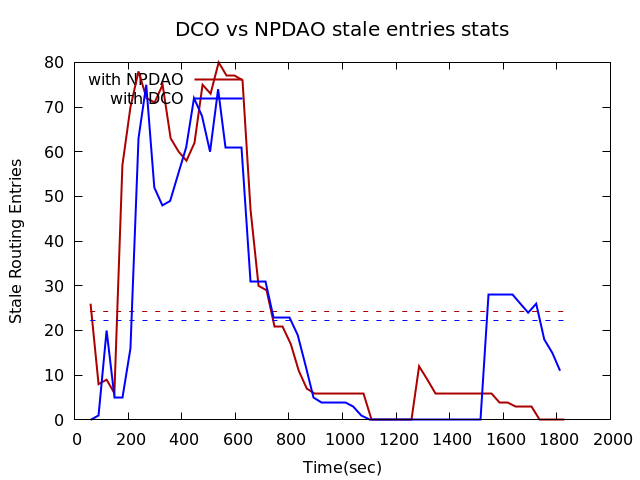 DCO vs NPDAO stale entries stats
80
70
60
50
40
30
20
10
0
with NPDAO
with DCO
Stale Routing Entries
0 200 400 600 800 1000 1200 1400 1600 1800 2000
Time(sec)